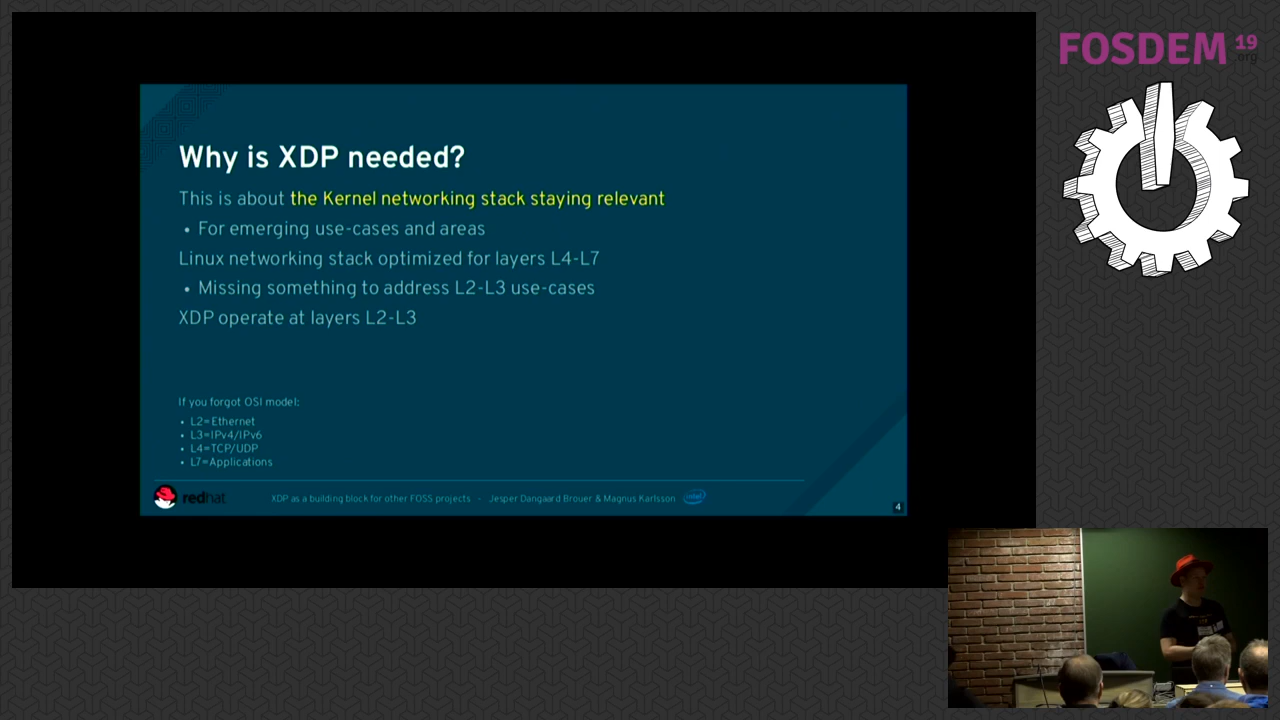 FOSDEM 19
.org
Why is XDP needed?
This is about the Kernel networking stack staying relevant
• For emerging use-cases and areas
Linux networking stack optimized for layers L4-L7
• Missing something to address L2-L3 use-cases
XDP operate at layers L2-L3
If you forgot OSI model:
• L2=Ethernet
• L3=IPv4/IPv6
• L4=TCP/UDP
• L7=Applications
redhat XDP as a building block for other FOSS projects - Jesper Dangaard Brouer & Magnus Karlsson intel
4